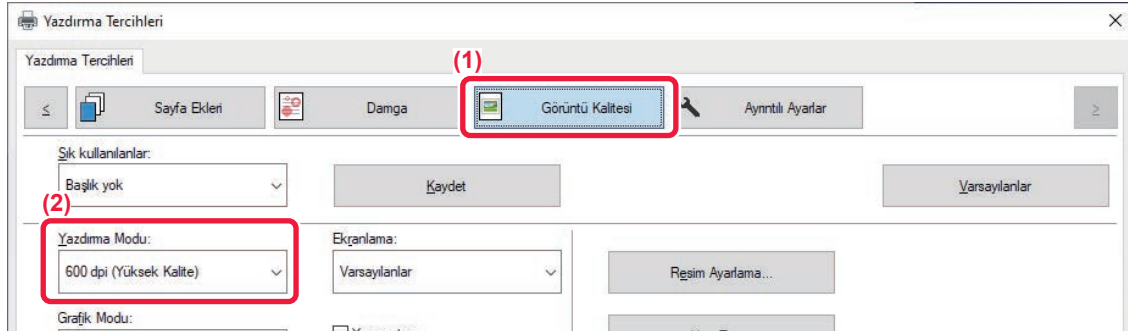 Yazdırma Tercihleri
Yazdırma Tercihleri
(1)
< Sayfa Ekleri Damga Görüntü Kalitesi Ayrıntılı Ayarlar >
Sık kullanılanlar:
Başlık yok Kaydet Varsayılanlar
(2)
Yazdırma Modu: Ekranlama:
600 dpi (Yüksek Kalite) Varsayılanlar Resim Ayarlama...
Grafik Modu: